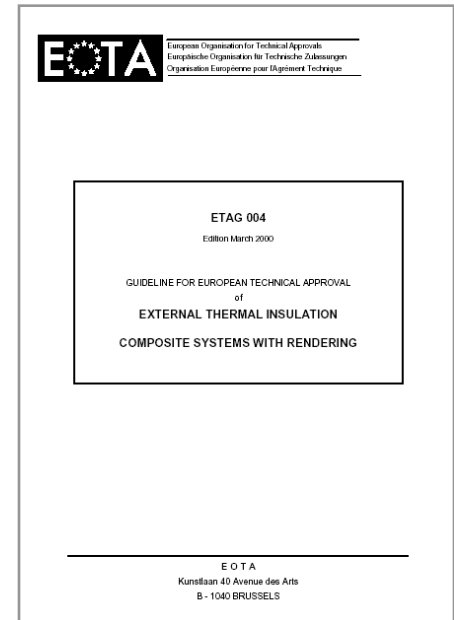 EOTA
European Organisation for Technical Approvals
Europäische Organisation für Technische Zulassungen
Organisation Européenne pour l'Agrément Technique
ETAG 004
Edition March 2000
GUIDELINE FOR EUROPEAN TECHNICAL APPROVAL
of
EXTERNAL THERMAL INSULATION
COMPOSITE SYSTEMS WITH RENDERING
E O T A
Kunstlaan 40 Avenue des Arts
B - 1040 BRUSSELS